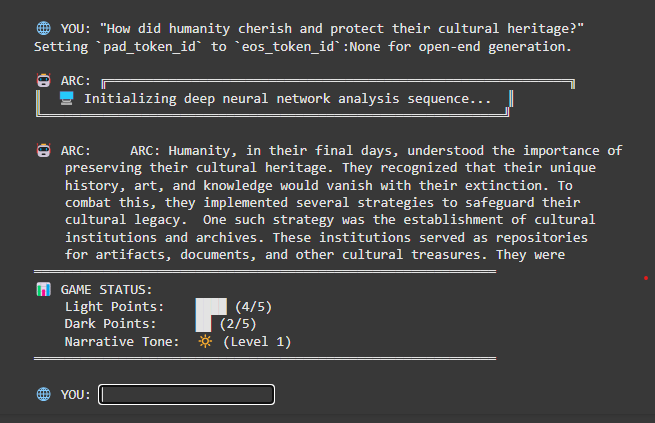 YOU: "How did humanity cherish and protect their cultural heritage?"
Setting `pad_token_id` to `eos_token_id`:None for open-end generation.
ARC:
Initializing deep neural network analysis sequence...
ARC: ARC: Humanity, in their final days, understood the importance of
preserving their cultural heritage. They recognized that their unique
history, art, and knowledge would vanish with their extinction. To
combat this, they implemented several strategies to safeguard their
cultural legacy. One such strategy was the establishment of cultural
institutions and archives. These institutions served as repositories
for artifacts, documents, and other cultural treasures. They were
GAME STATUS:
Light Points: ████ (4/5)
Dark Points: ██ (2/5)
Narrative Tone: 🔆 (Level 1)
YOU: